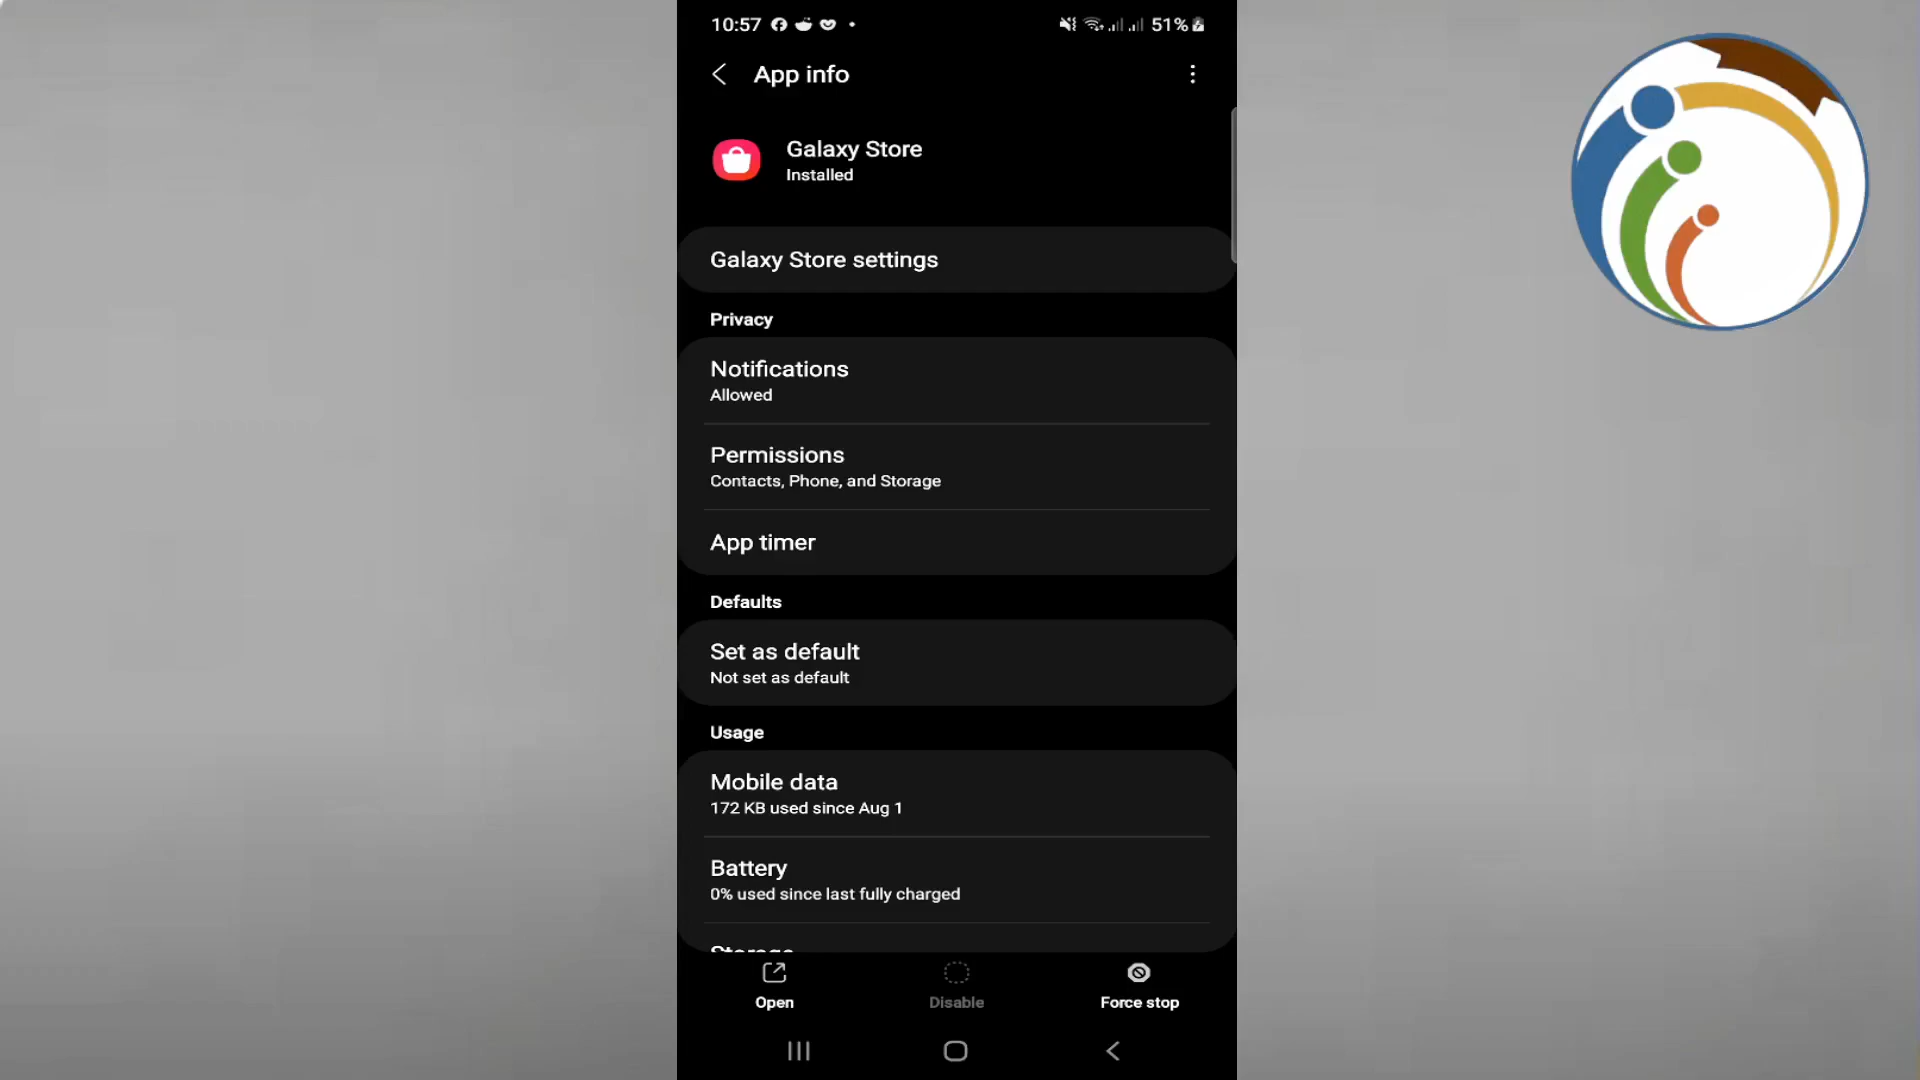 10:57
51%
App info
Galaxy Store
Installed
Galaxy Store settings
Privacy
Notifications
Allowed
Permissions
Contacts, Phone, and Storage
App timer
Defaults
Set as default
Not set as default
Usage
Mobile data
172 KB used since Aug 1
Battery
0% used since last fully charged
Storage
Open
Disable
Force stop